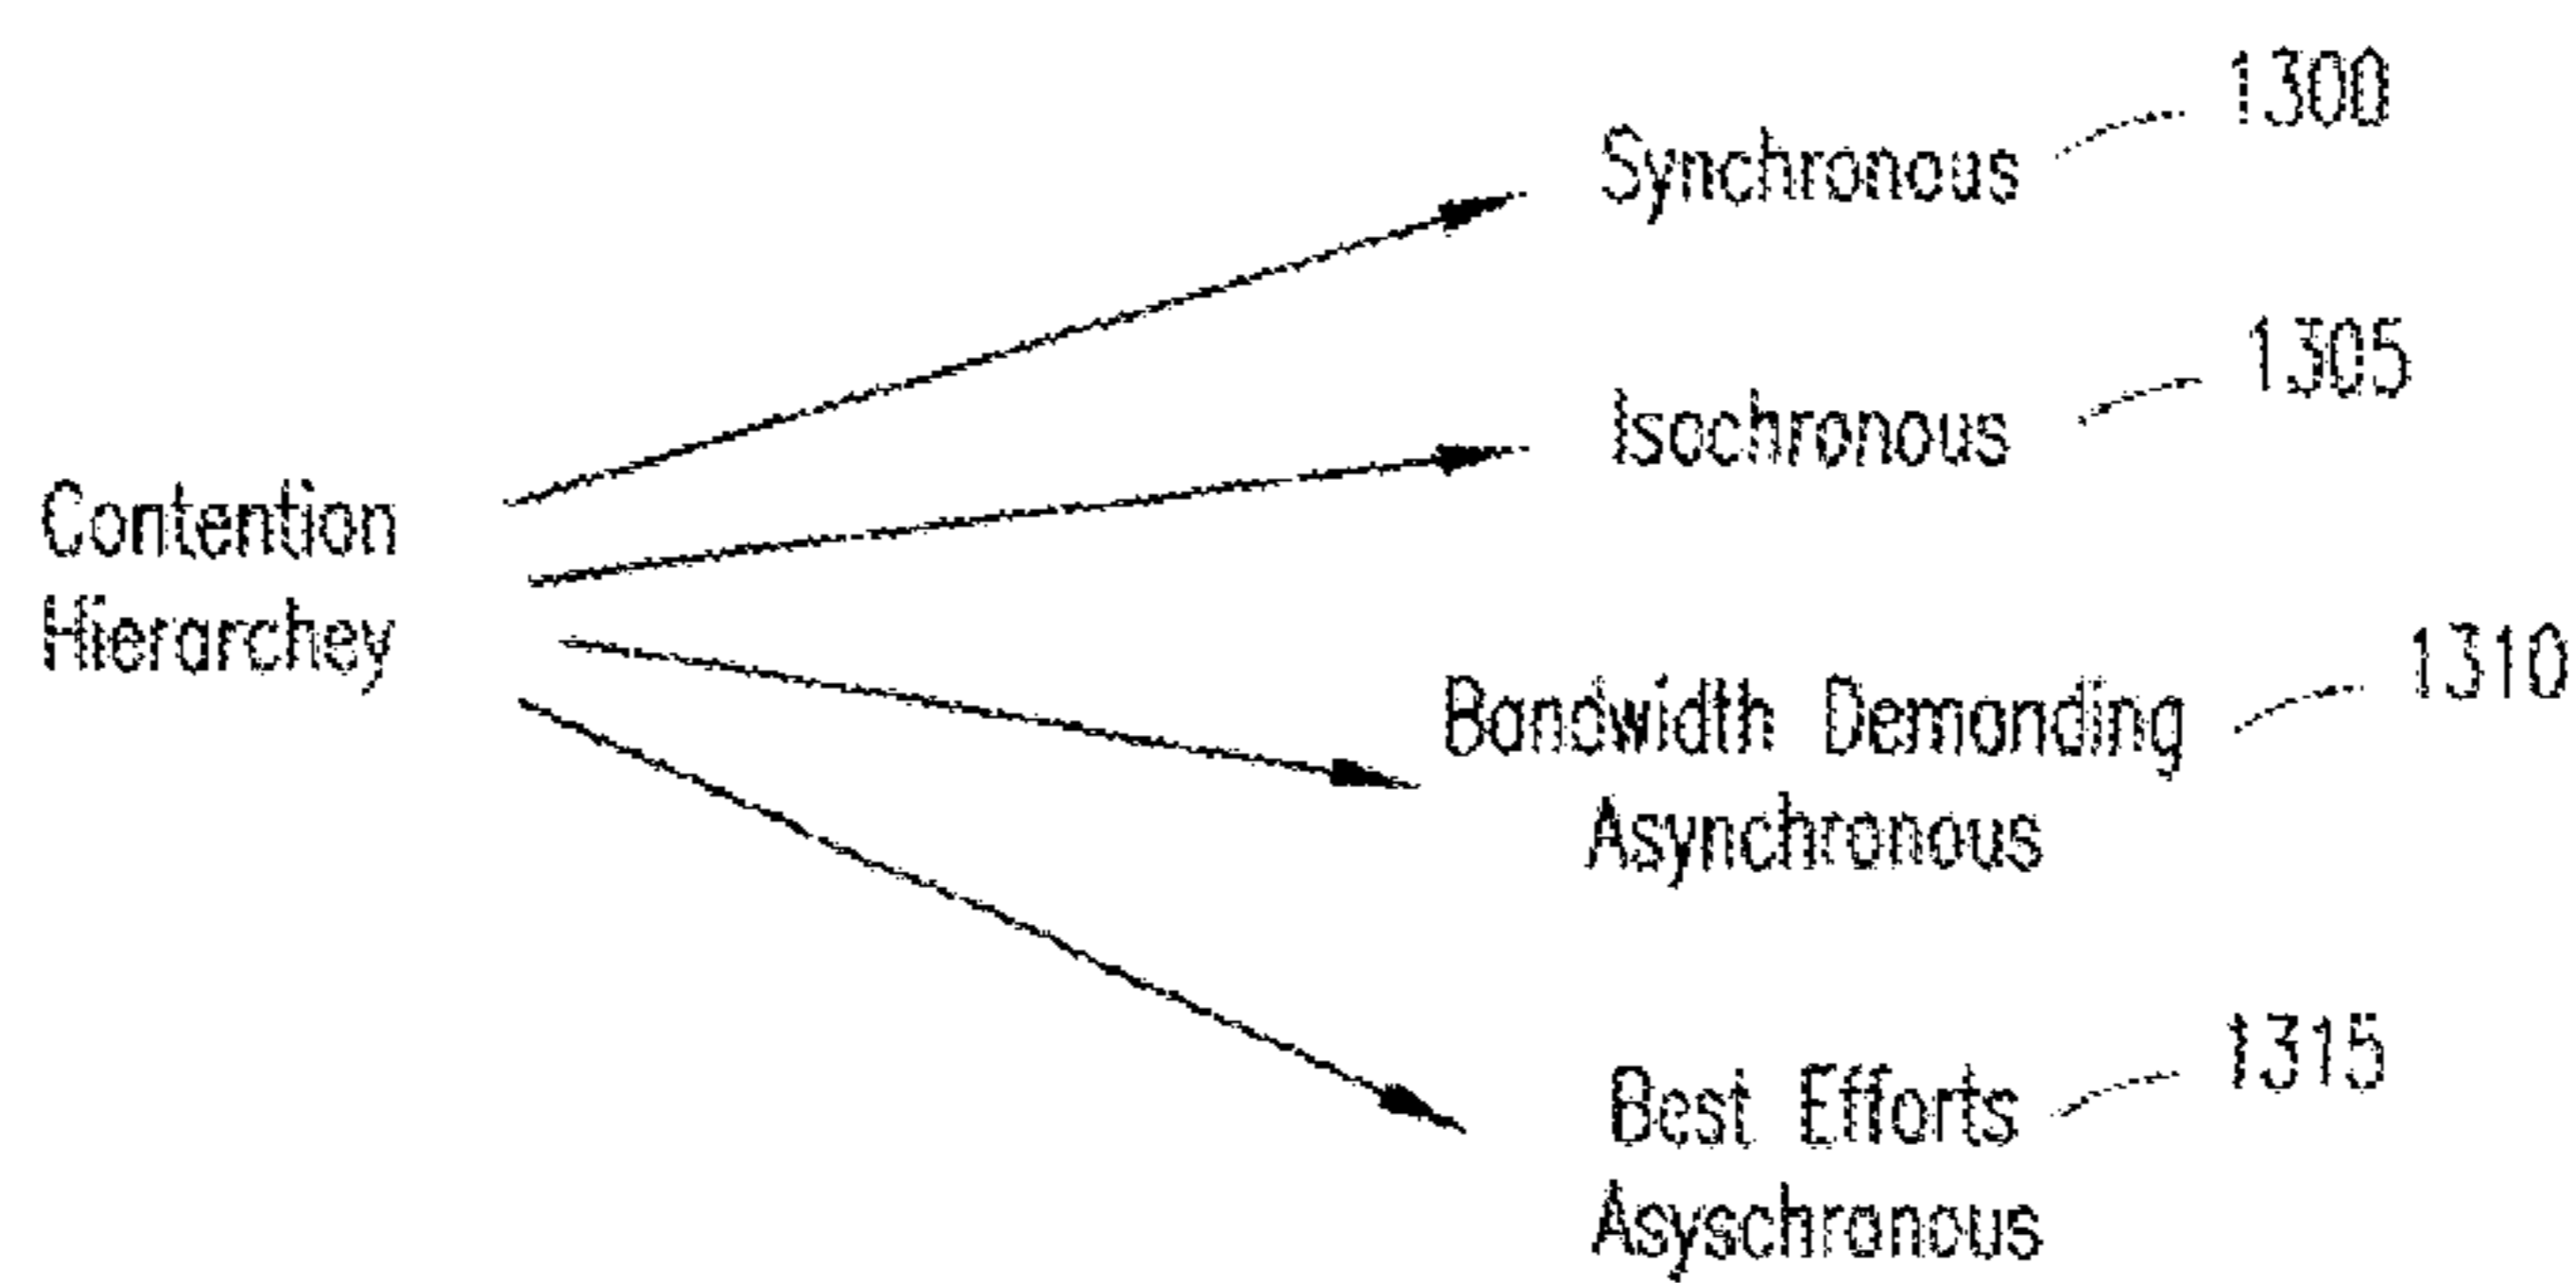 1300
Synchronous
1305
Isochronous
Contention
Hierarchey
1310
Bandwidth Demanding
Asynchronous
1315
Best Efforts
Asyschronous